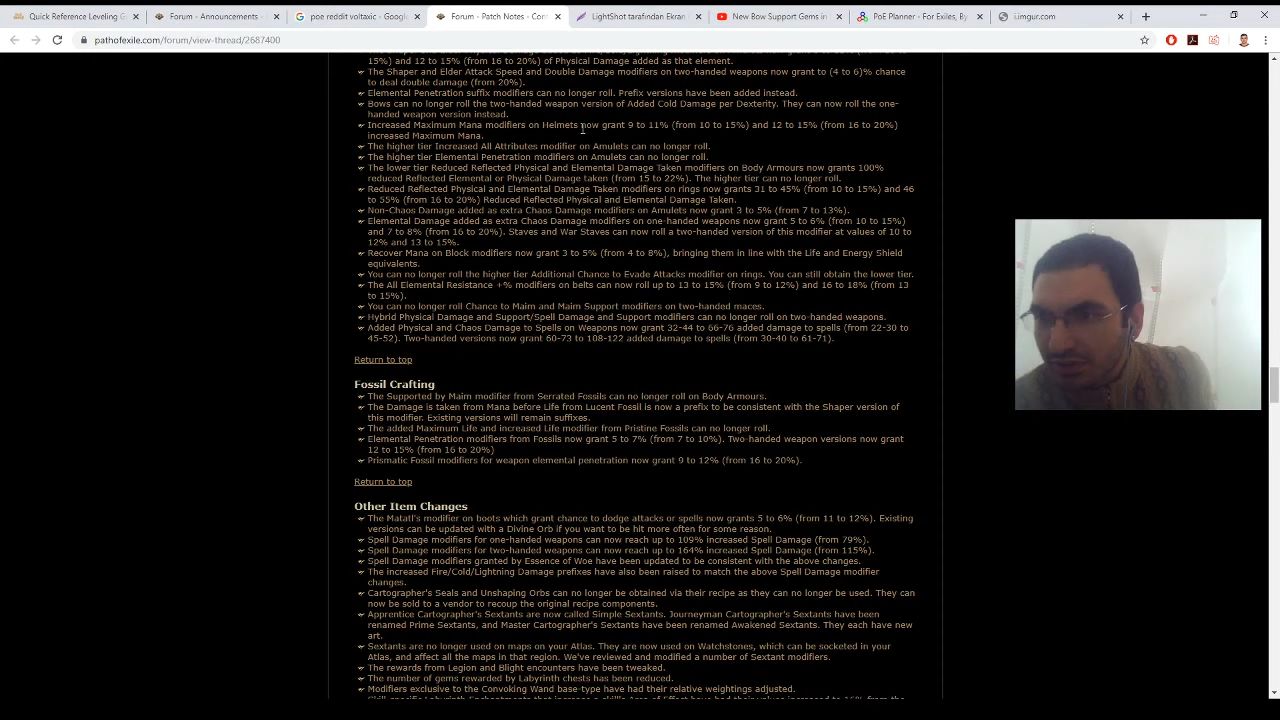 Quick Reference Leveling G
Forum - Announcements -
poe reddit voltaxic - Google
Forum - Patch Notes - Con
LightShot tarafından Ekran
New Bow Support Gems in
PoE Planner - For Exiles, By
i.imgur.com
pathofexile.com/forum/view-thread/2687400
15%) and 12 to 15% (from 16 to 20%) of Physical Damage added as that element.
The Shaper and Elder Attack Speed and Double Damage modifiers on two-handed weapons now grant to (4 to 6)% chance
to deal double damage (from 20%).
Elemental Penetration suffix modifiers can no longer roll. Prefix versions have been added instead.
Bows can no longer roll the two-handed weapon version of Added Cold Damage per Dexterity. They can now roll the one-
handed weapon version instead.
Increased Maximum Mana modifiers on Helmets now grant 9 to 11% (from 10 to 15%) and 12 to 15% (from 16 to 20%)
increased Maximum Mana.
The higher tier Increased All Attributes modifier on Amulets can no longer roll.
The higher tier Elemental Penetration modifiers on Amulets can no longer roll.
The lower tier Reduced Reflected Physical and Elemental Damage Taken modifiers on Body Armours now grants 100%
reduced Reflected Elemental or Physical Damage taken (from 15 to 22%). The higher tier can no longer roll.
Reduced Reflected Physical and Elemental Damage Taken modifiers on rings now grants 31 to 45% (from 10 to 15%) and 46
to 55% (from 16 to 20%) Reduced Reflected Physical and Elemental Damage Taken.
Non-Chaos Damage added as extra Chaos Damage modifiers on Amulets now grant 3 to 5% (from 7 to 13%).
Elemental Damage added as extra Chaos Damage modifiers on one-handed weapons now grant 5 to 6% (from 10 to 15%)
and 7 to 8% (from 16 to 20%). Staves and War Staves can now roll a two-handed version of this modifier at values of 10 to
12% and 13 to 15%.
Recover Mana on Block modifiers now grant 3 to 5% (from 4 to 8%), bringing them in line with the Life and Energy Shield
equivalents.
You can no longer roll the higher tier Additional Chance to Evade Attacks modifier on rings. You can still obtain the lower tier.
The All Elemental Resistance +% modifiers on belts can now roll up to 13 to 15% (from 9 to 12%) and 16 to 18% (from 13
to 15%).
You can no longer roll Chance to Maim and Maim Support modifiers on two-handed maces.
Hybrid Physical Damage and Support/Spell Damage and Support modifiers can no longer roll on two-handed weapons.
Added Physical and Chaos Damage to Spells on Weapons now grant 32-44 to 66-76 added damage to spells (from 22-30 to
45-52). Two-handed versions now grant 60-73 to 108-122 added damage to spells (from 30-40 to 61-71).
Return to top
Fossil Crafting
The Supported by Maim modifier from Serrated Fossils can no longer roll on Body Armours.
The Damage is taken from Mana before Life from Lucent Fossil is now a prefix to be consistent with the Shaper version of
this modifier. Existing versions will remain suffixes.
The added Maximum Life and increased Life modifier from Pristine Fossils can no longer roll.
Elemental Penetration modifiers from Fossils now grant 5 to 7% (from 7 to 10%). Two-handed weapon versions now grant
12 to 15% (from 16 to 20%)
Prismatic Fossil modifiers for weapon elemental penetration now grant 9 to 12% (from 16 to 20%).
Return to top
Other Item Changes
The Matatl's modifier on boots which grant chance to dodge attacks or spells now grants 5 to 6% (from 11 to 12%). Existing
versions can be updated with a Divine Orb if you want to be hit more often for some reason.
Spell Damage modifiers for one-handed weapons can now reach up to 109% increased Spell Damage (from 79%).
Spell Damage modifiers for two-handed weapons can now reach up to 164% increased Spell Damage (from 115%).
Spell Damage modifiers granted by Essence of Woe have been updated to be consistent with the above changes.
The increased Fire/Cold/Lightning Damage prefixes have also been raised to match the above Spell Damage modifier
changes.
Cartographer's Seals and Unshaping Orbs can no longer be obtained via their recipe as they can no longer be used. They can
now be sold to a vendor to recoup the original recipe components.
Apprentice Cartographer's Sextants are now called Simple Sextants. Journeyman Cartographer's Sextants have been
renamed Prime Sextants, and Master Cartographer's Sextants have been renamed Awakened Sextants. They each have new
art.
Sextants are no longer used on maps on your Atlas. They are now used on Watchstones, which can be socketed in your
Atlas, and affect all the maps in that region. We've reviewed and modified a number of Sextant modifiers.
The rewards from Legion and Blight encounters have been tweaked.
The number of gems rewarded by Labyrinth chests has been reduced.
Modifiers exclusive to the Convoking Wand base-type have had their relative weightings adjusted.